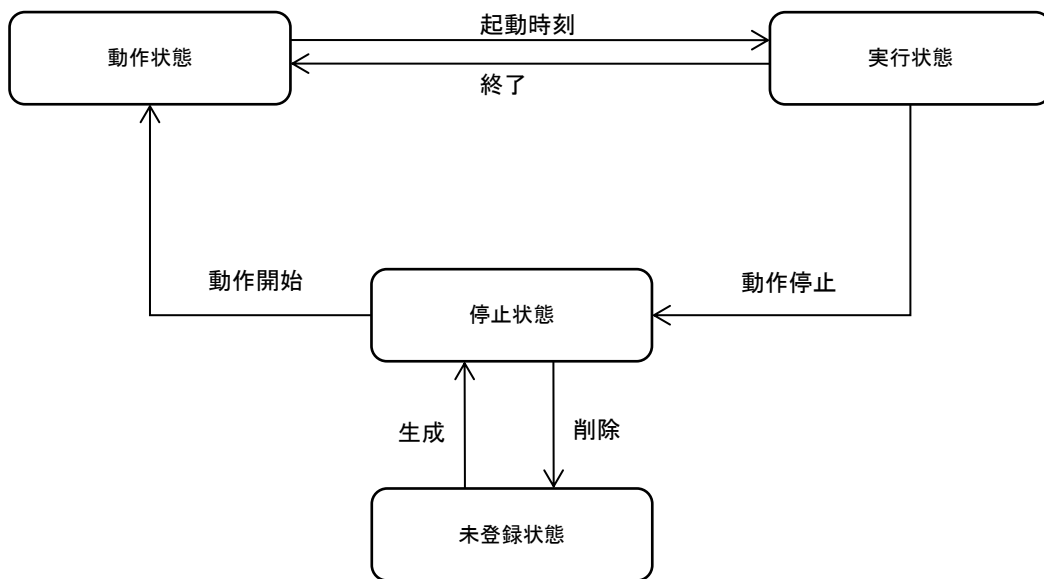 起動時刻
動作状態
実行状態
終了
動作開始
動作停止
停止状態
生成
削除
未登録状態